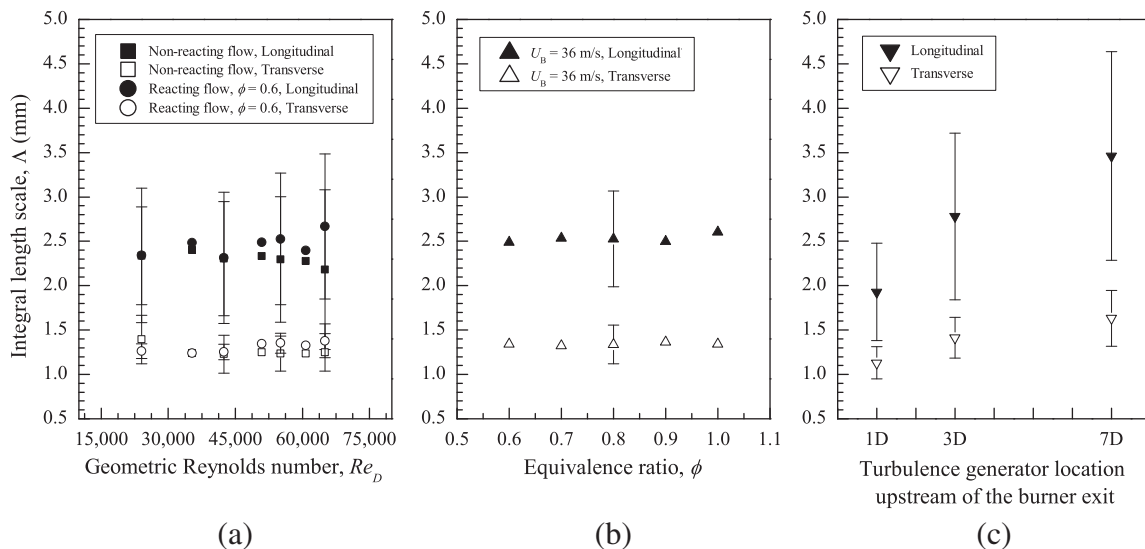 5.0
4.5
4.0
3.5
3.0
2.5
2.0
1.5
1.0
0.5
Integral length scale, Λ (mm)
Non-reacting flow, Longitudinal
Non-reacting flow, Transverse
Reacting flow, ϕ = 0.6, Longitudinal
Reacting flow, ϕ = 0.6, Transverse
15,000 30,000 45,000 60,000 75,000
Geometric Reynolds number, Re_D
(a)
5.0
4.5
4.0
3.5
3.0
2.5
2.0
1.5
1.0
0.5
U_B = 36 m/s, Longitudinal
U_B = 36 m/s, Transverse
0.5 0.6 0.7 0.8 0.9 1.0 1.1
Equivalence ratio, ϕ
(b)
5.0
4.5
4.0
3.5
3.0
2.5
2.0
1.5
1.0
0.5
Longitudinal
Transverse
1D 3D 7D
Turbulence generator location
upstream of the burner exit
(c)